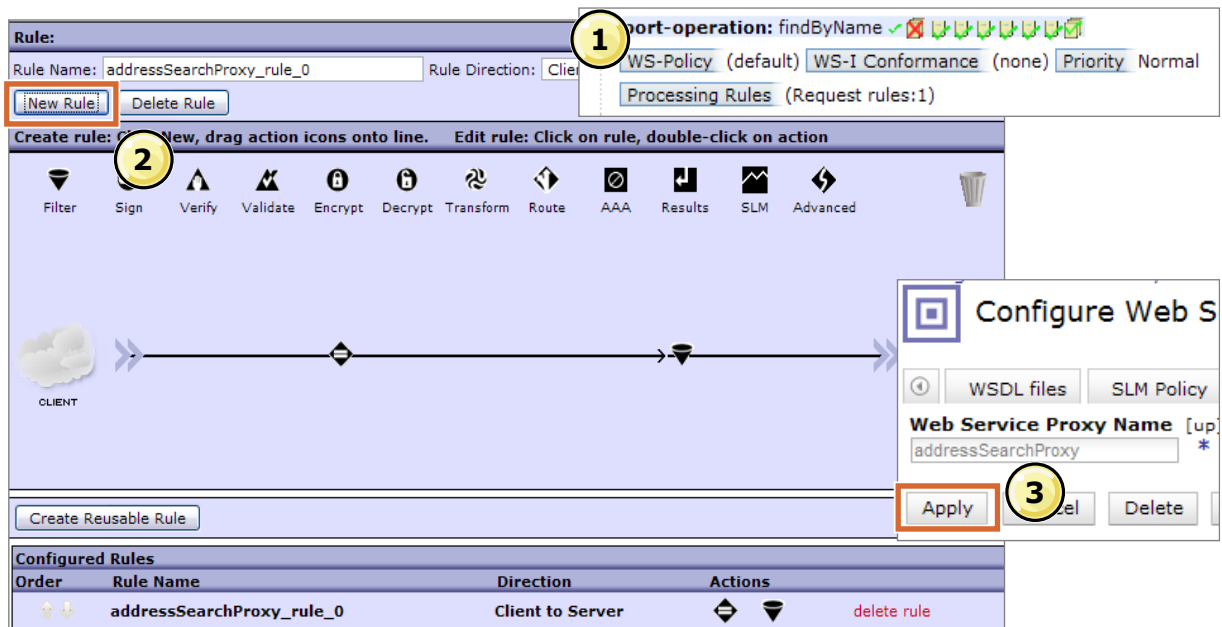 Rule:
Rule Name: addressSearchProxy_rule_0 Rule Direction:
New Rule Delete Rule
1
port-operation: findByName
WS-Policy (default) WS-I Conformance (none) Priority Normal
Processing Rules (Request rules:1)
Create rule: New, drag action icons onto line. Edit rule: Click on rule, double-click on action
2
Filter Sign Verify Validate Encrypt Decrypt Transform Route AAA Results SLM Advanced
CLIENT
Configure Web S
WSDL files SLM Policy
Web Service Proxy Name [up]
addressSearchProxy *
3
Apply Delete
Create Reusable Rule
Configured Rules
Order Rule Name Direction Actions
addressSearchProxy_rule_0 Client to Server delete rule